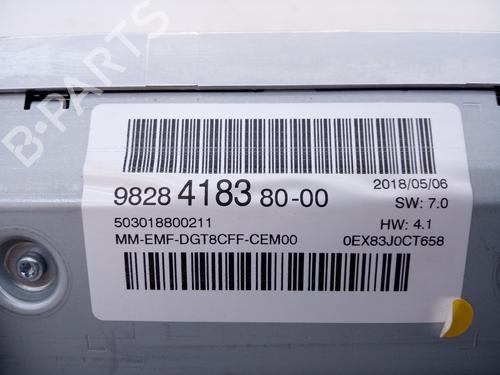 B-PARTS
9828 4183 80-00
2018/05/06
SW: 7.0
503018800211
HW: 4.1
MM-EMF-DGT8CFF-CEM00
0EX83J0CT658